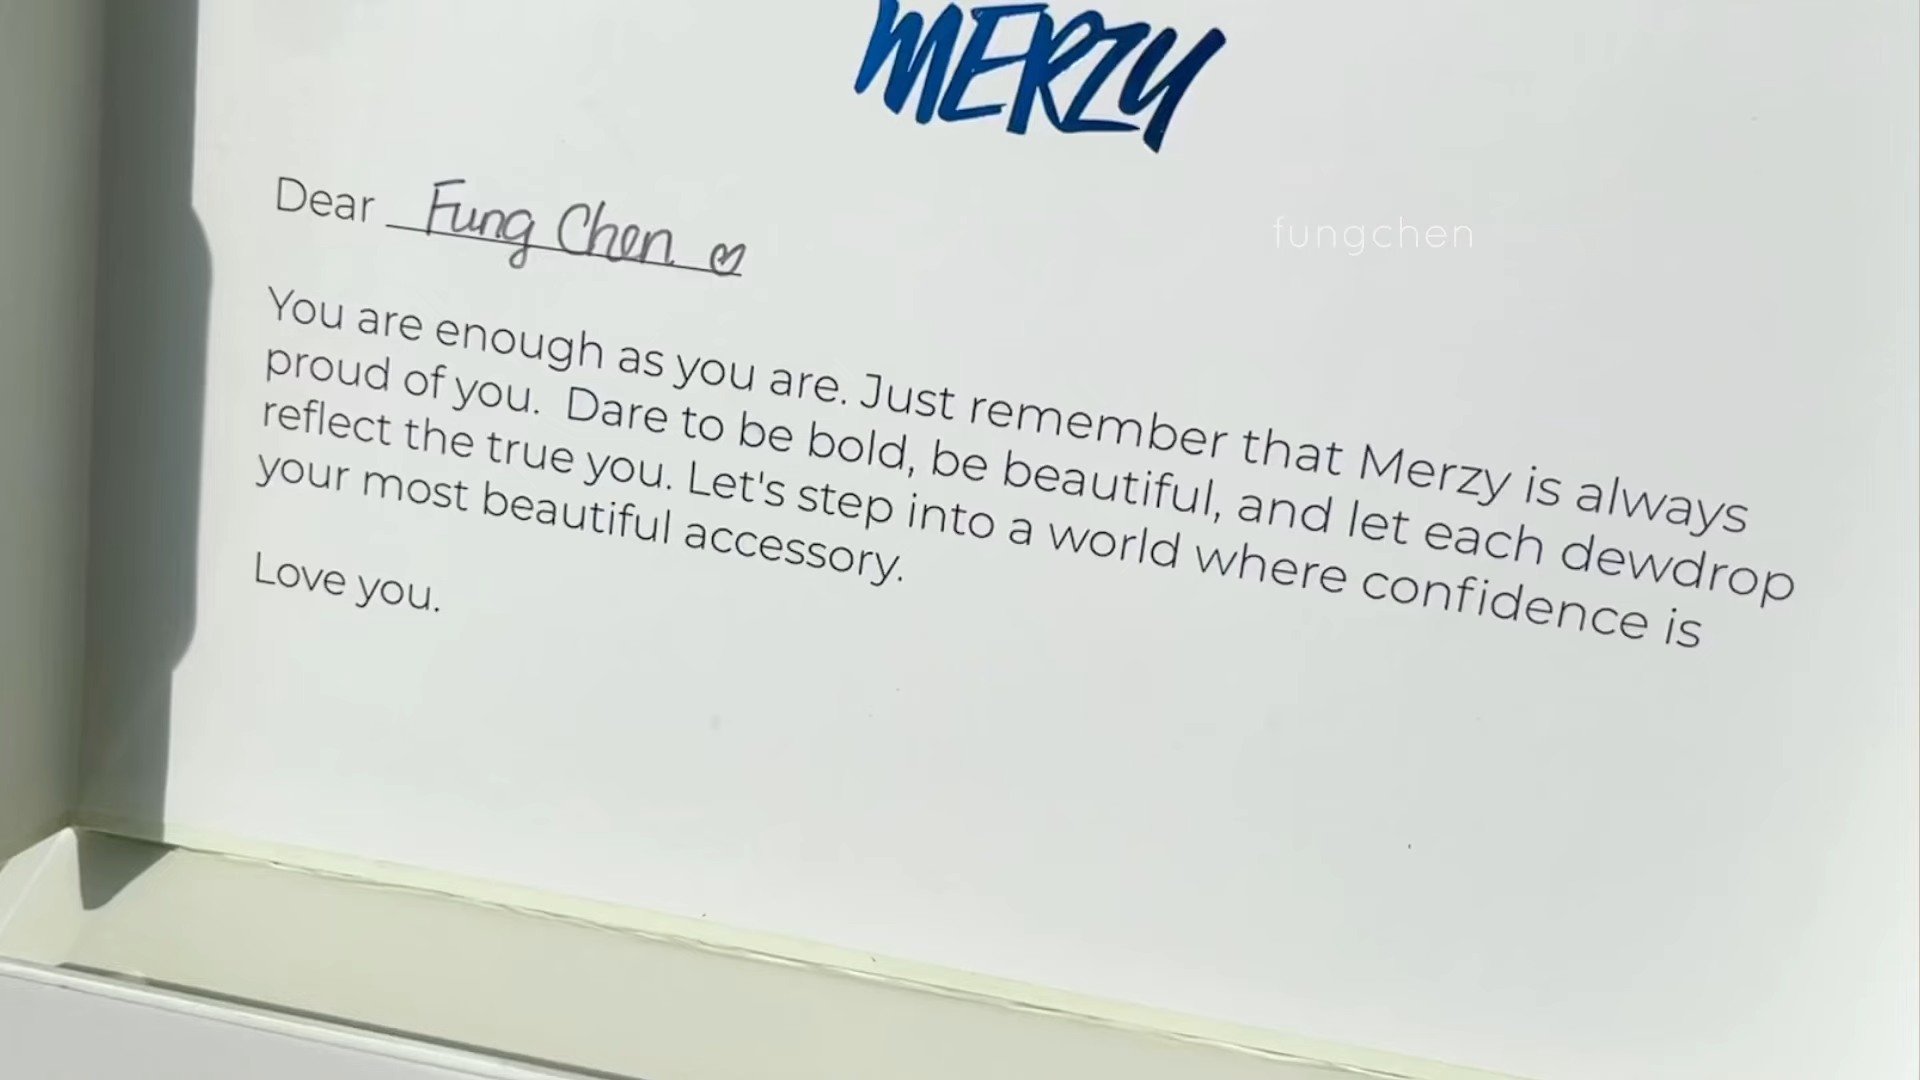 MERZY
Dear Fung Chen ♡
fungchen
You are enough as you are. Just remember that Merzy is always
proud of you. Dare to be bold, be beautiful, and let each dewdrop
reflect the true you. Let's step into a world where confidence is
your most beautiful accessory.
Love you.